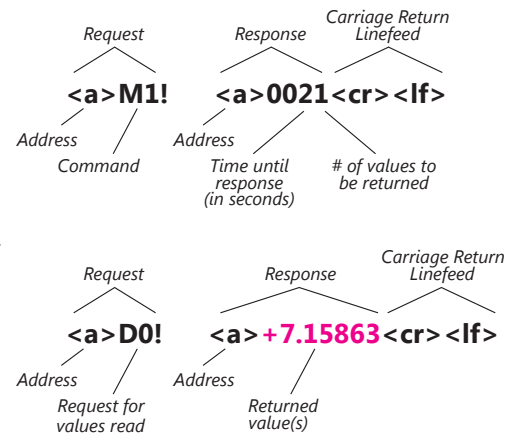 Carriage Return
Request Response Linefeed
<a>M1! <a>0021<cr><lf>
Address Address
Command Time until # of values to
response be returned
(in seconds)
Carriage Return
Request Response Linefeed
<a>D0! <a>+7.15863<cr><lf>
Address Address
Request for Returned
values read value(s)